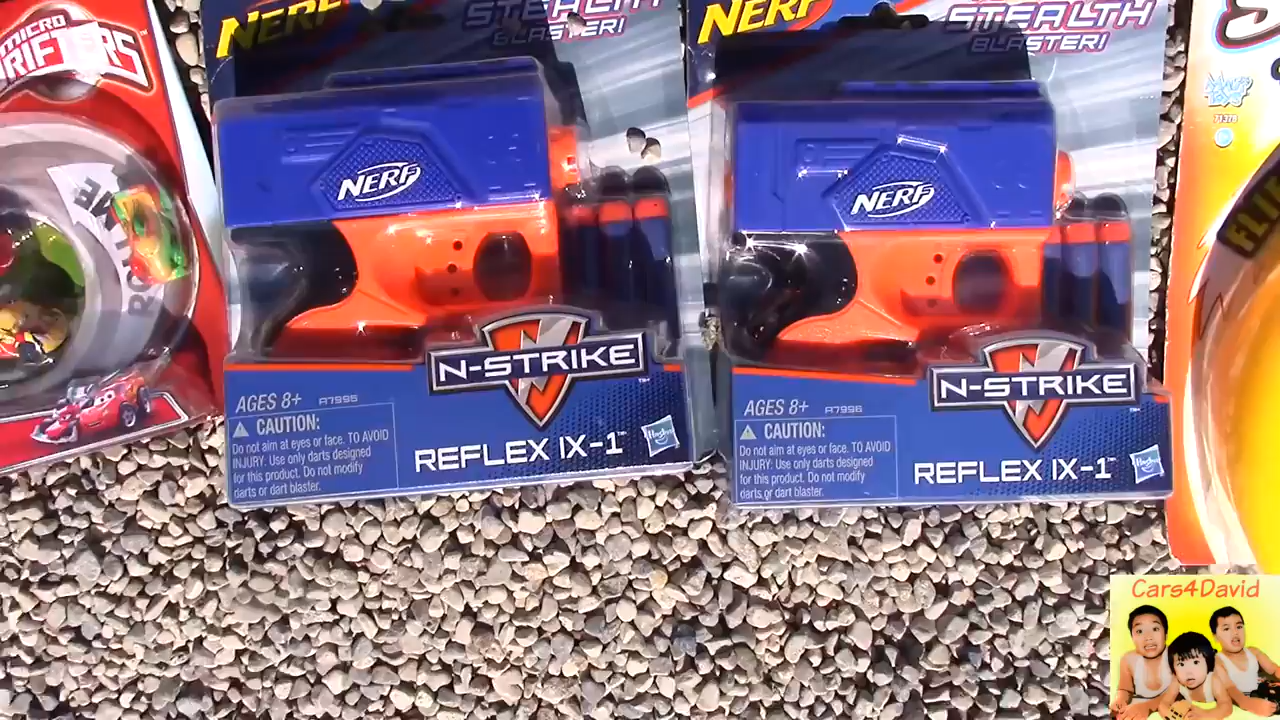 MICRO
DRIFTERS
NERF
STEALTH
BLASTER!
NERF
N-STRIKE
AGES 8+ A7995
CAUTION:
Do not aim at eyes or face. TO AVOID
INJURY: Use only darts designed
for this product. Do not modify
darts or dart blaster.
REFLEX IX-1™
Hasbro
NERF
STEALTH
BLASTER!
NERF
N-STRIKE
AGES 8+ A7996
CAUTION:
Do not aim at eyes or face. TO AVOID
INJURY: Use only darts designed
for this product. Do not modify
darts or dart blaster.
REFLEX IX-1™
Hasbro
71378
Cars4David